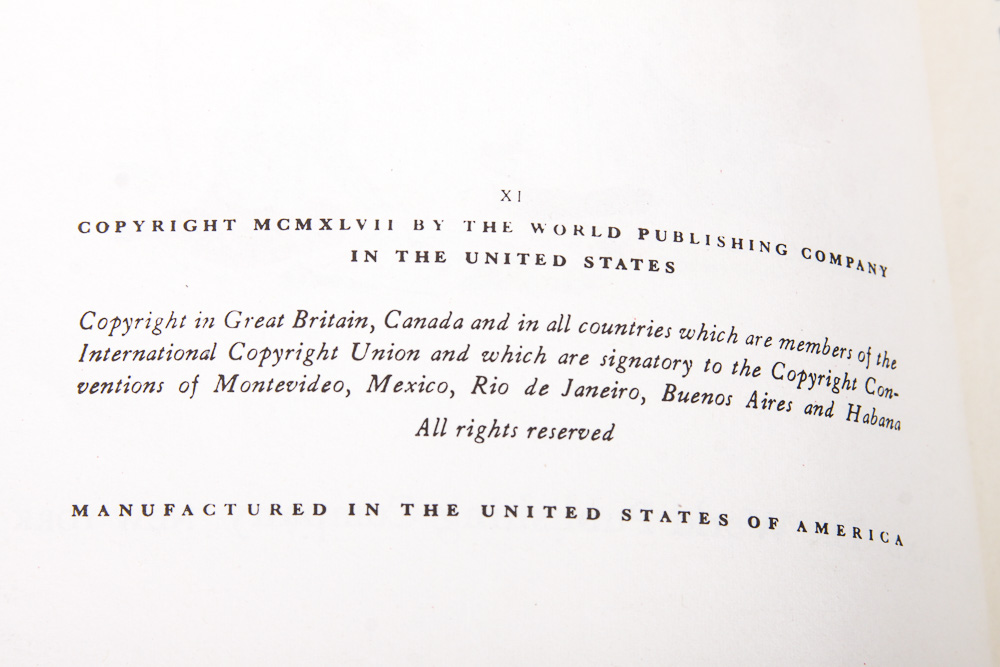 XI
COPYRIGHT MCMXLVII BY THE WORLD PUBLISHING COMPANY
IN THE UNITED STATES
Copyright in Great Britain, Canada and in all countries which are members of the
International Copyright Union and which are signatory to the Copyright Con-
ventions of Montevideo, Mexico, Rio de Janeiro, Buenos Aires and Habana
All rights reserved
MANUFACTURED IN THE UNITED STATES OF AMERICA